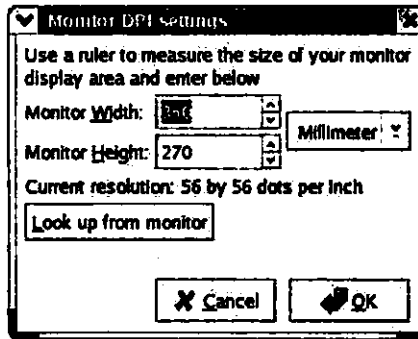 Monitor DPI settings
Use a ruler to measure the size of your monitor
display area and enter below
Monitor Width:
Millimeter
Monitor Height: 270
Current resolution: 56 by 56 dots per inch
Look up from monitor
Cancel OK